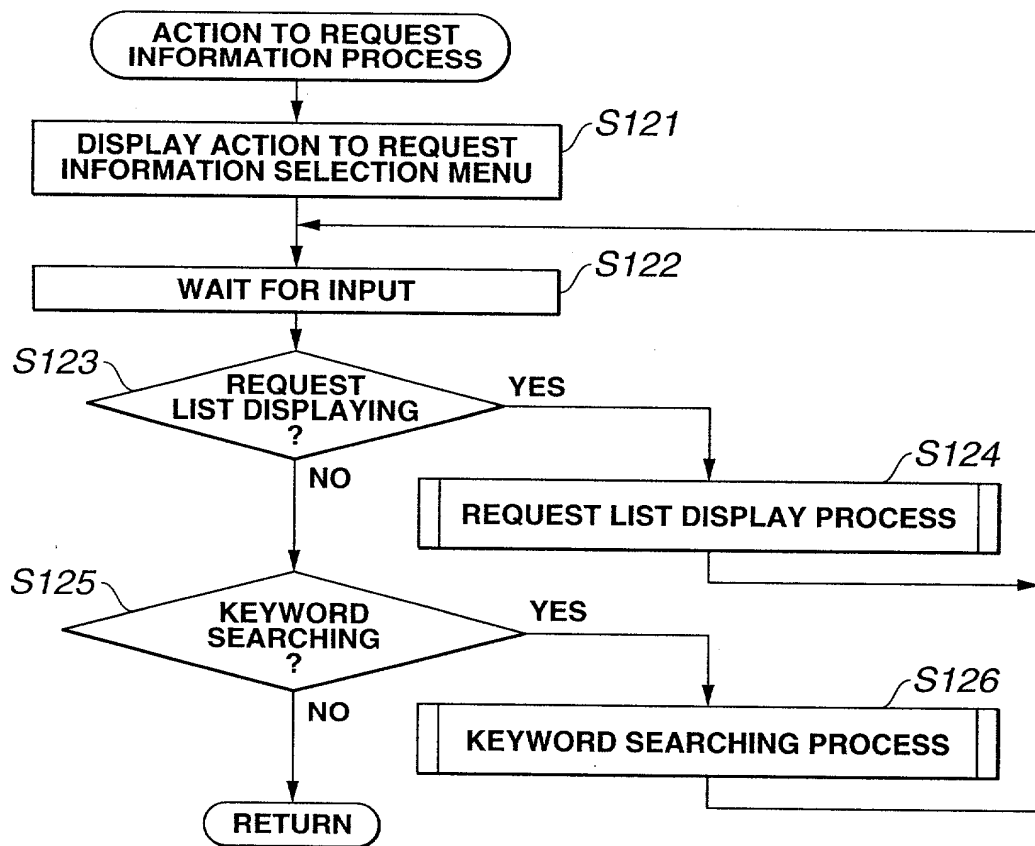 ACTION TO REQUEST
INFORMATION PROCESS
S121
DISPLAY ACTION TO REQUEST
INFORMATION SELECTION MENU
S122
WAIT FOR INPUT
S123
REQUEST
LIST DISPLAYING
?
YES
NO
S124
REQUEST LIST DISPLAY PROCESS
S125
KEYWORD
SEARCHING
?
YES
NO
S126
KEYWORD SEARCHING PROCESS
RETURN